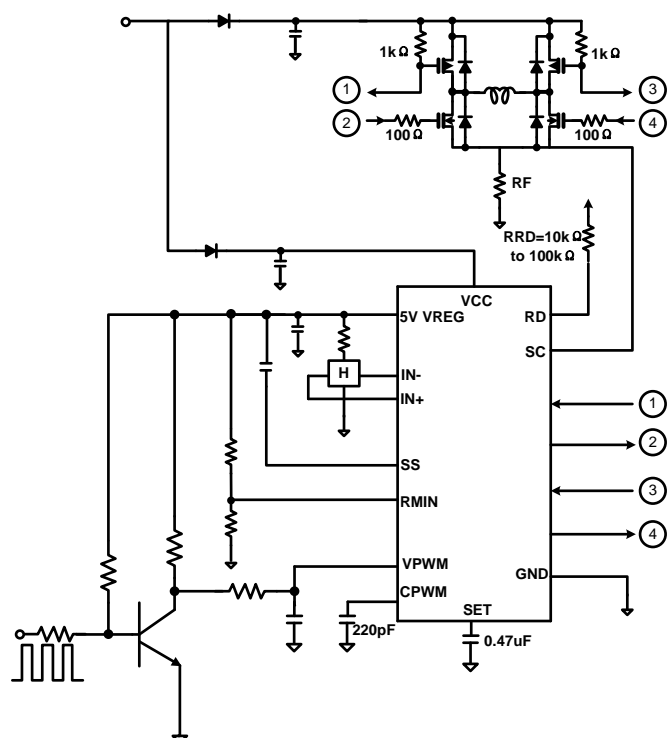 1kΩ
1kΩ
1
3
2
100Ω
100Ω
4
RF
RRD=10kΩ
to 100kΩ
VCC
5V VREG
RD
SC
H
IN-
IN+
1
2
SS
RMIN
3
4
VPWM
GND
CPWM
SET
220pF
0.47uF